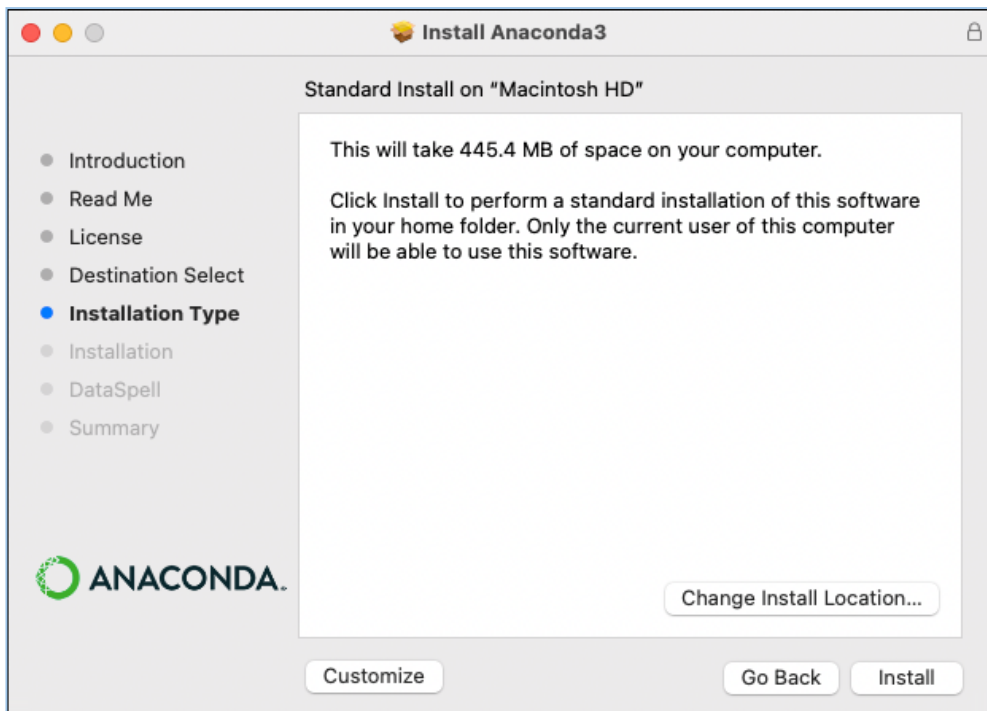 Install Anaconda3
Standard Install on “Macintosh HD”
Introduction
Read Me
License
Destination Select
Installation Type
Installation
DataSpell
Summary
This will take 445.4 MB of space on your computer.
Click Install to perform a standard installation of this software
in your home folder. Only the current user of this computer
will be able to use this software.
ANACONDA.
Change Install Location...
Customize
Go Back
Install